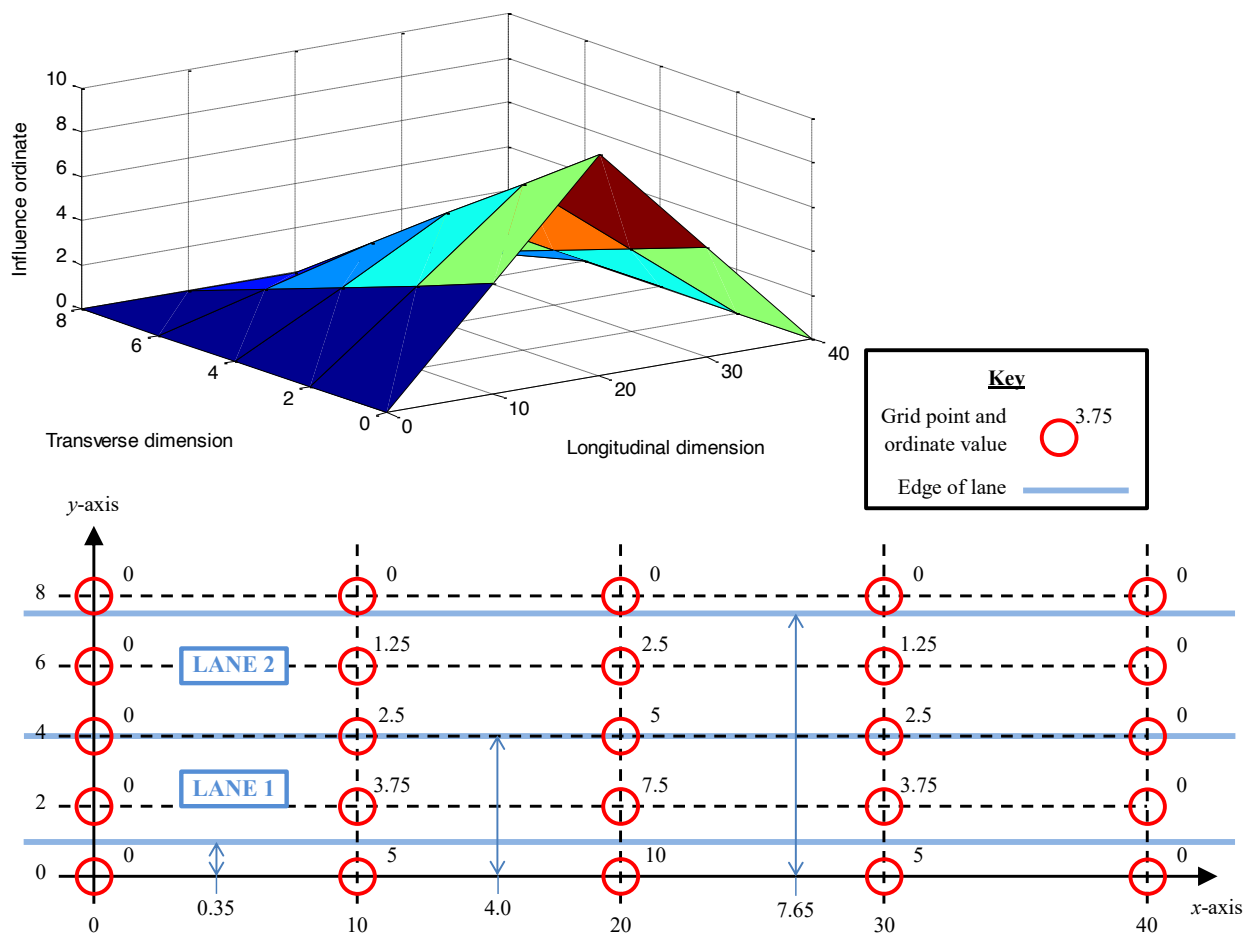 10
8
6
4
2
0
Influence ordinate
8
6
4
2
0
Transverse dimension
0
10
20
30
40
Longitudinal dimension
Key
Grid point and
ordinate value
3.75
Edge of lane
y-axis
8 0 0 0 0 0
6 0 1.25 2.5 1.25 0
LANE 2
4 0 2.5 5 2.5 0
2 0 3.75 7.5 3.75 0
LANE 1
0 0 5 10 5 0
0.35 4.0 7.65 x-axis
0 10 20 30 40